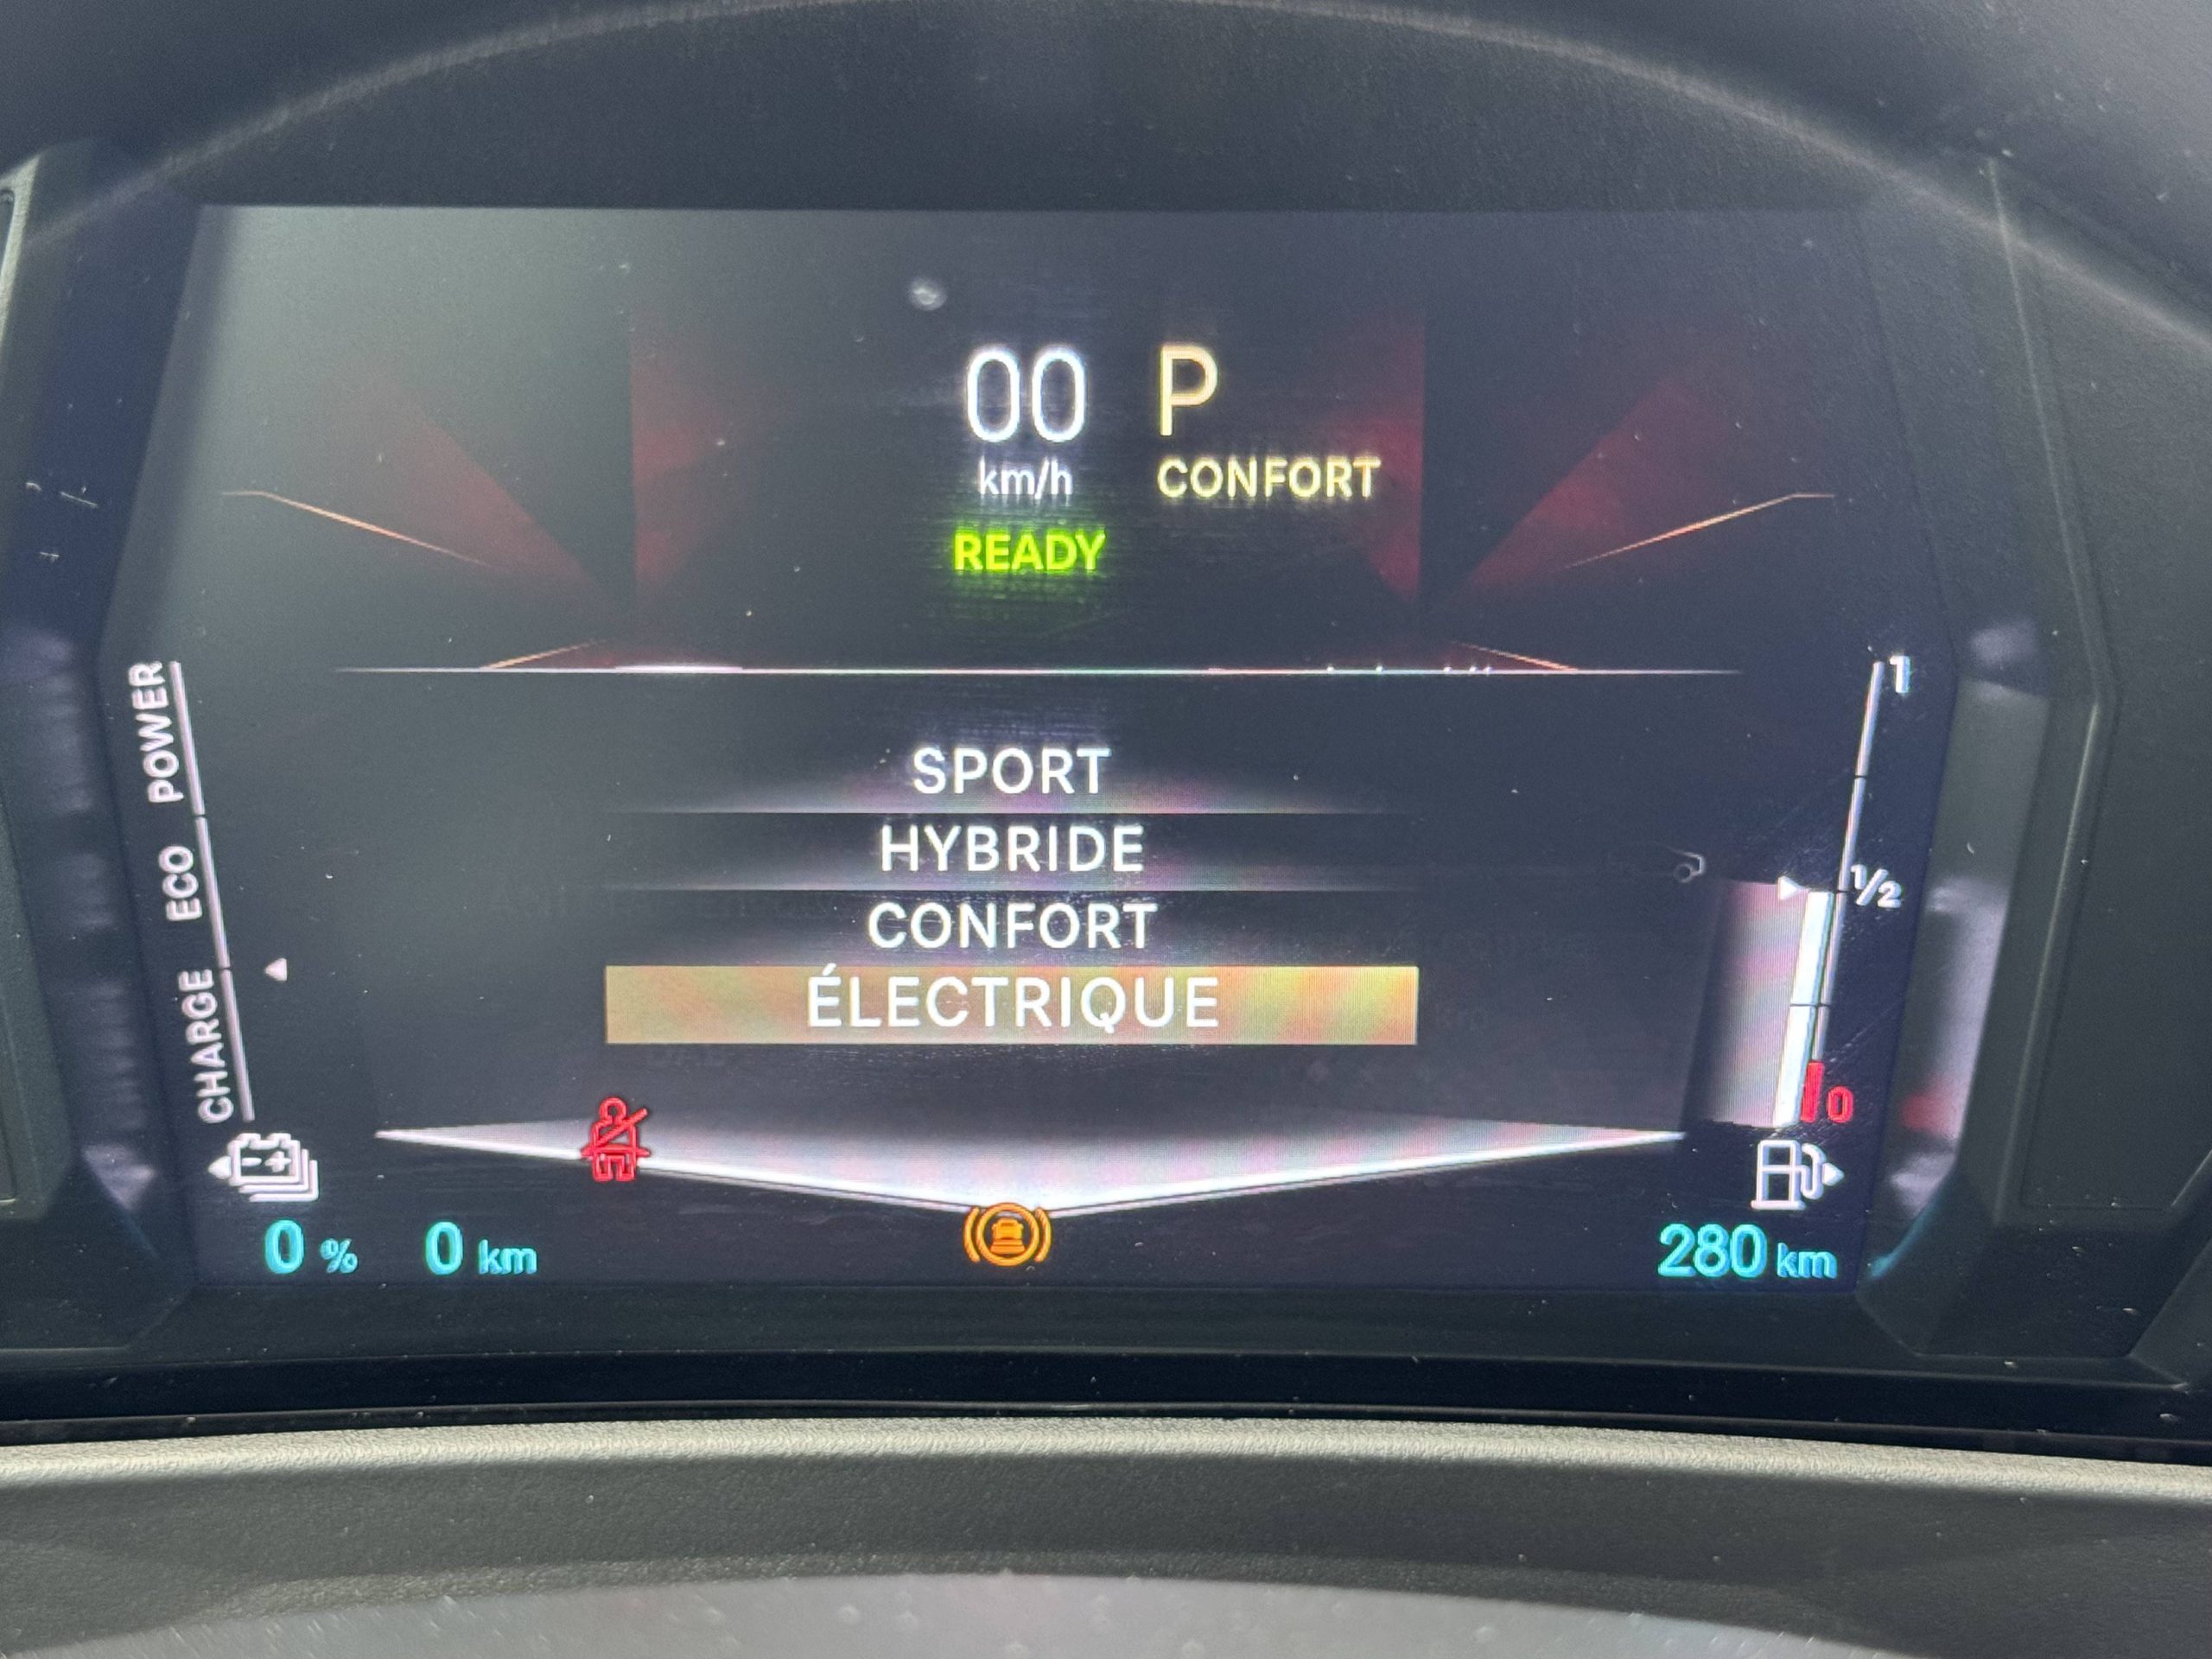 00 P
km/h CONFORT
READY
POWER
ECO
CHARGE
SPORT
HYBRIDE
CONFORT
ÉLECTRIQUE
1
1/2
0
0 % 0 km
280 km